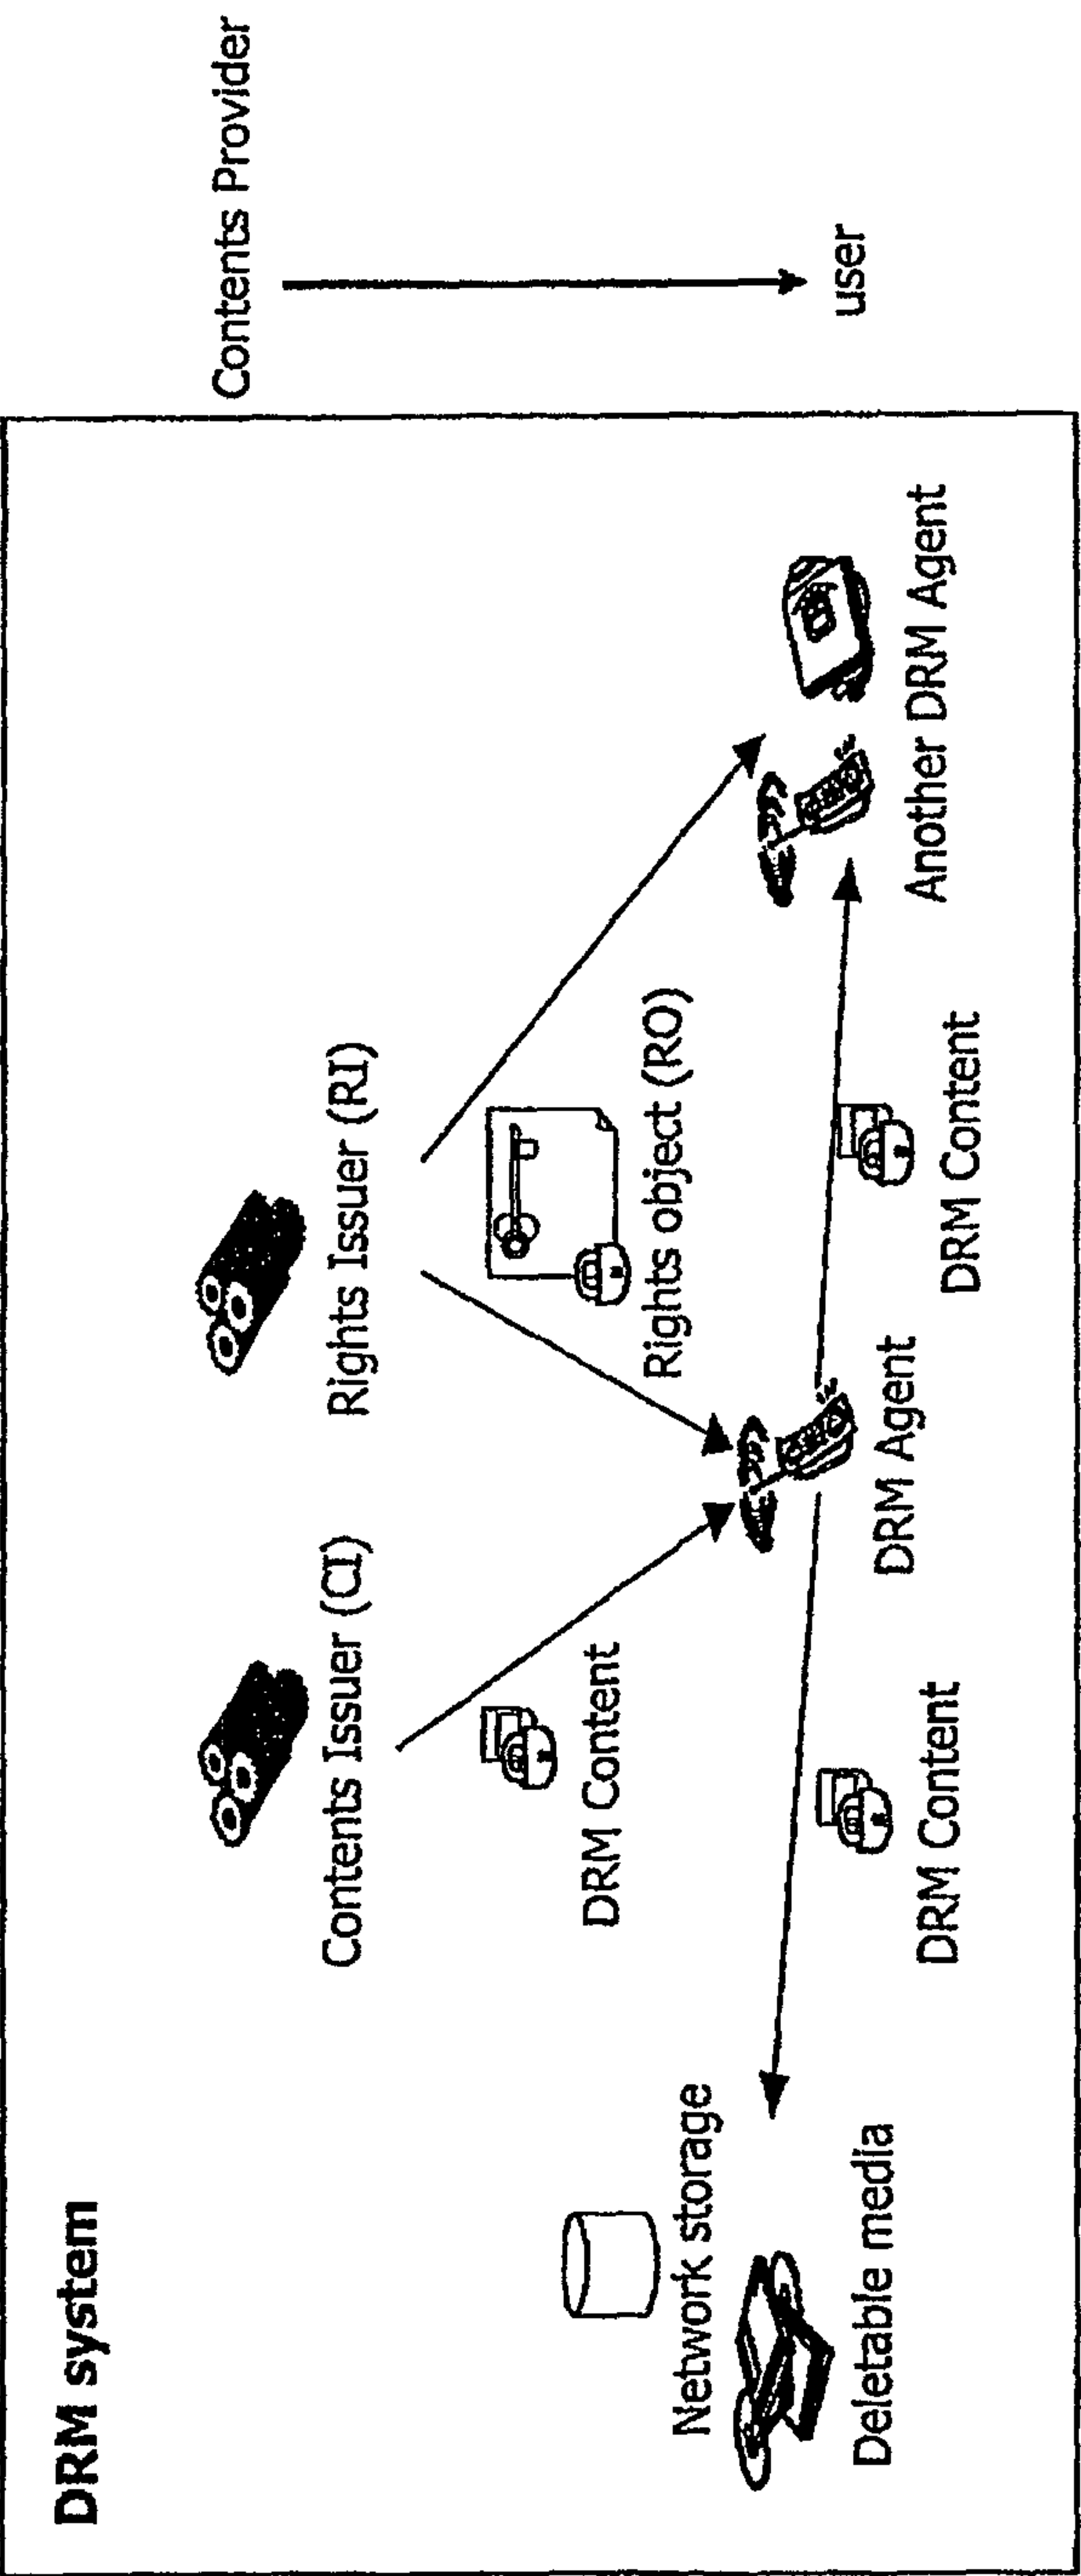 DRM system
Contents Issuer (CI)
Rights Issuer (RI)
Contents Provider
DRM Content
Rights object (RO)
Network storage
Deletable media
DRM Content
DRM Agent
DRM Content
Another DRM Agent
user